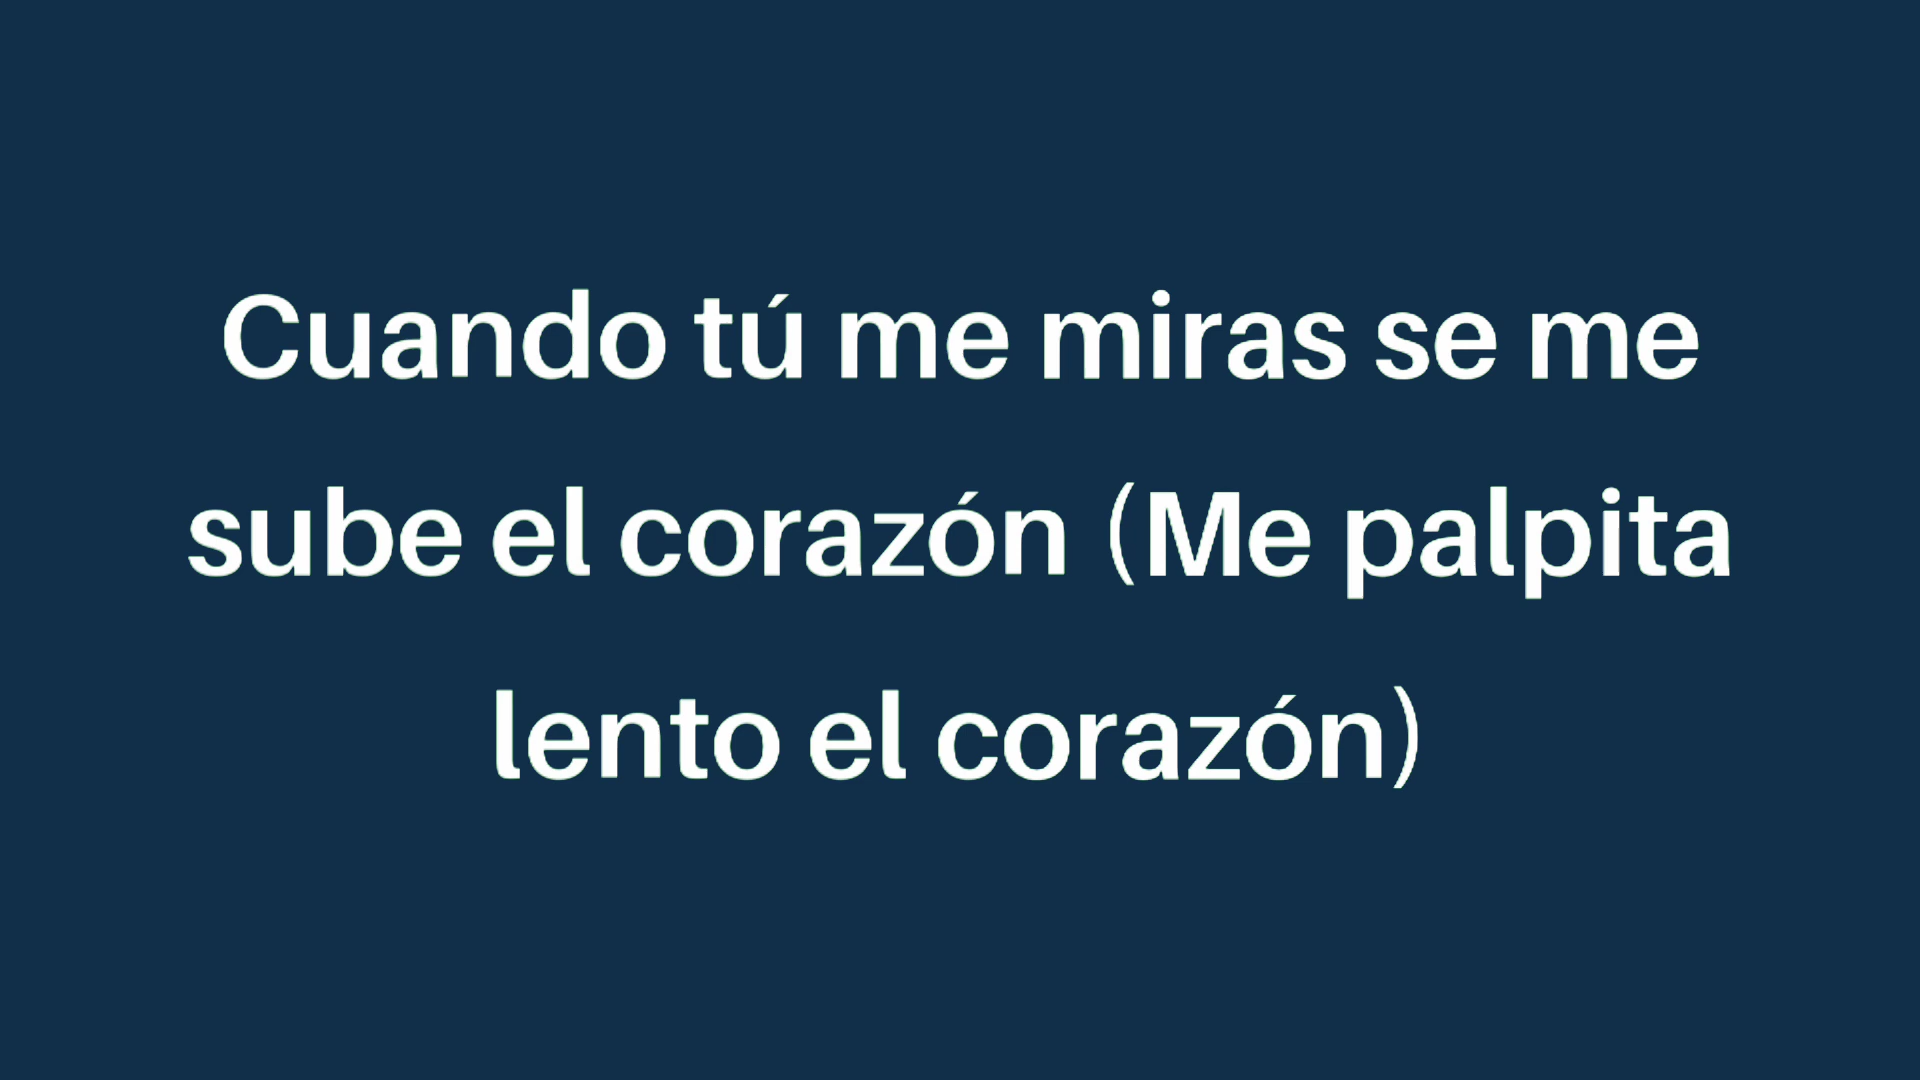 Cuando tú me miras se me
sube el corazón (Me palpita
lento el corazón)